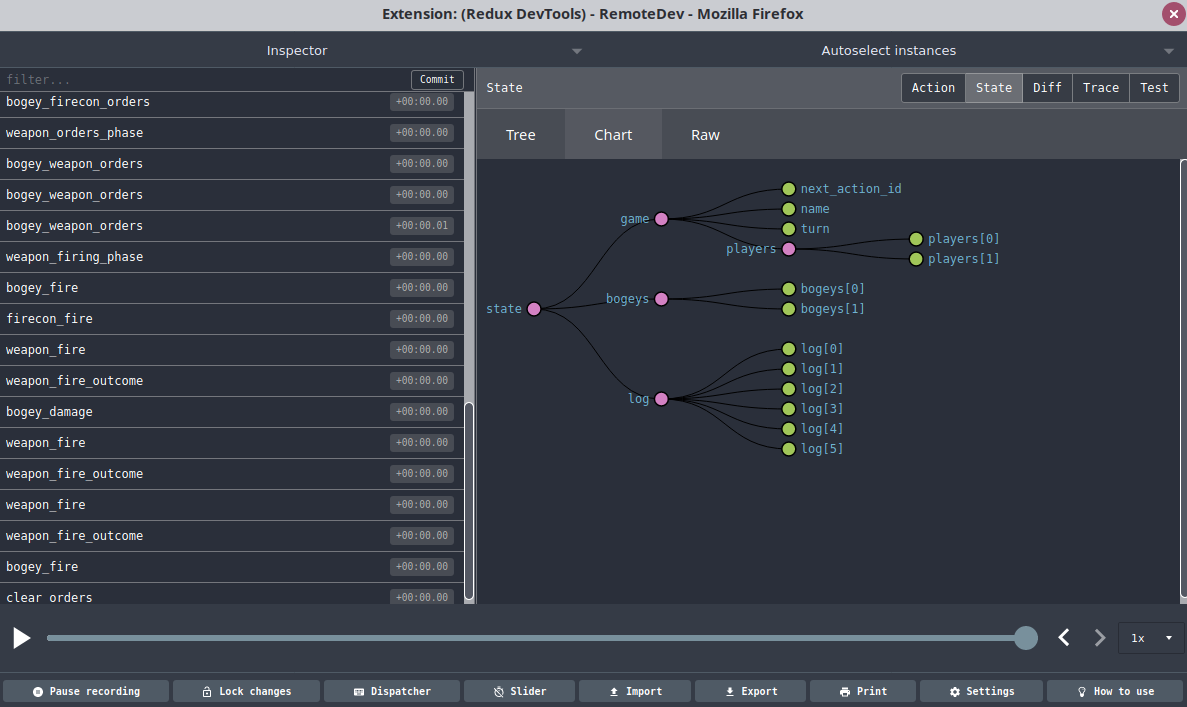 Extension: (Redux DevTools) - RemoteDev - Mozilla Firefox
Inspector
Autoselect instances
filter...
Commit
bogey_firecon_orders +00:00.00
weapon_orders_phase +00:00.00
bogey_weapon_orders +00:00.00
bogey_weapon_orders +00:00.00
bogey_weapon_orders +00:00.01
weapon_firing_phase +00:00.00
bogey_fire +00:00.00
firecon_fire +00:00.00
weapon_fire +00:00.00
weapon_fire_outcome +00:00.00
bogey_damage +00:00.00
weapon_fire +00:00.00
weapon_fire_outcome +00:00.00
weapon_fire +00:00.00
weapon_fire_outcome +00:00.00
bogey_fire +00:00.00
clear_orders +00:00.00
State
Action State Diff Trace Test
Tree Chart Raw
state
game
next_action_id
name
turn
players
players[0]
players[1]
bogeys
bogeys[0]
bogeys[1]
log
log[0]
log[1]
log[2]
log[3]
log[4]
log[5]
1x
Pause recording Lock changes Dispatcher Slider Import Export Print Settings How to use